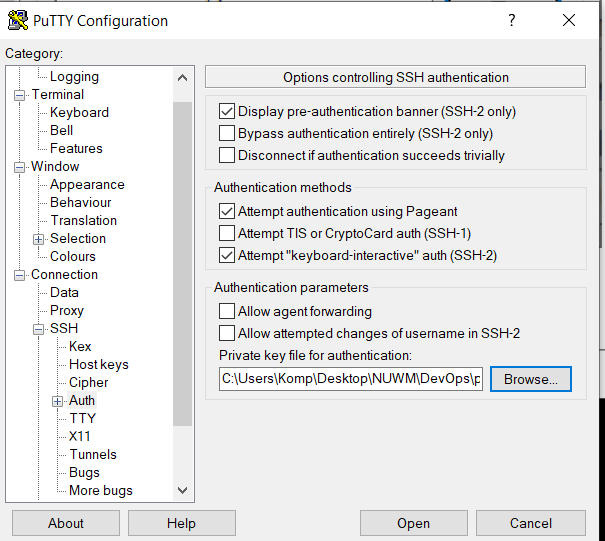 PuTTY Configuration
?
Category:
Logging
Terminal
Keyboard
Bell
Features
Window
Appearance
Behaviour
Translation
Selection
Colours
Connection
Data
Proxy
SSH
Kex
Host keys
Cipher
Auth
TTY
X11
Tunnels
Bugs
More bugs
Options controlling SSH authentication
Display pre-authentication banner (SSH-2 only)
Bypass authentication entirely (SSH-2 only)
Disconnect if authentication succeeds trivially
Authentication methods
Attempt authentication using Pageant
Attempt TIS or CryptoCard auth (SSH-1)
Attempt "keyboard-interactive" auth (SSH-2)
Authentication parameters
Allow agent forwarding
Allow attempted changes of username in SSH-2
Private key file for authentication:
C:\Users\Komp\Desktop\NUWM\DevOps\p Browse...
About Help Open Cancel